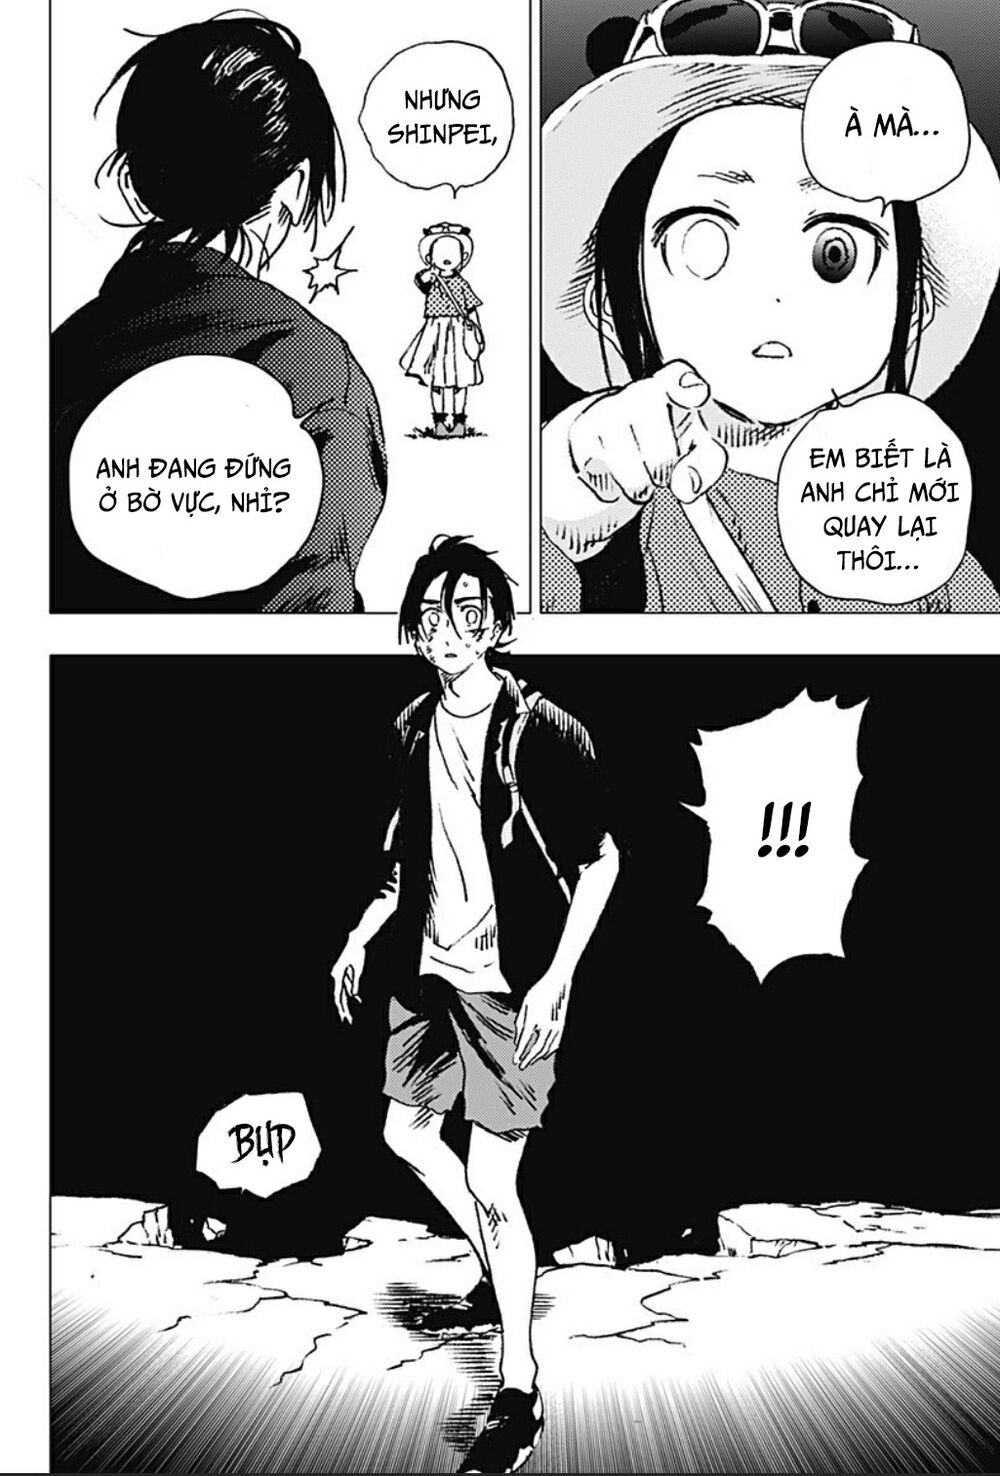 À MÀ...
EM BIẾT LÀ
ANH CHỈ MỚI
QUAY LẠI
THÔI...
NHƯNG
SHINPEI,
ANH ĐANG ĐỨNG
Ở BỜ VỰC, NHỈ?
!!!
BỤP